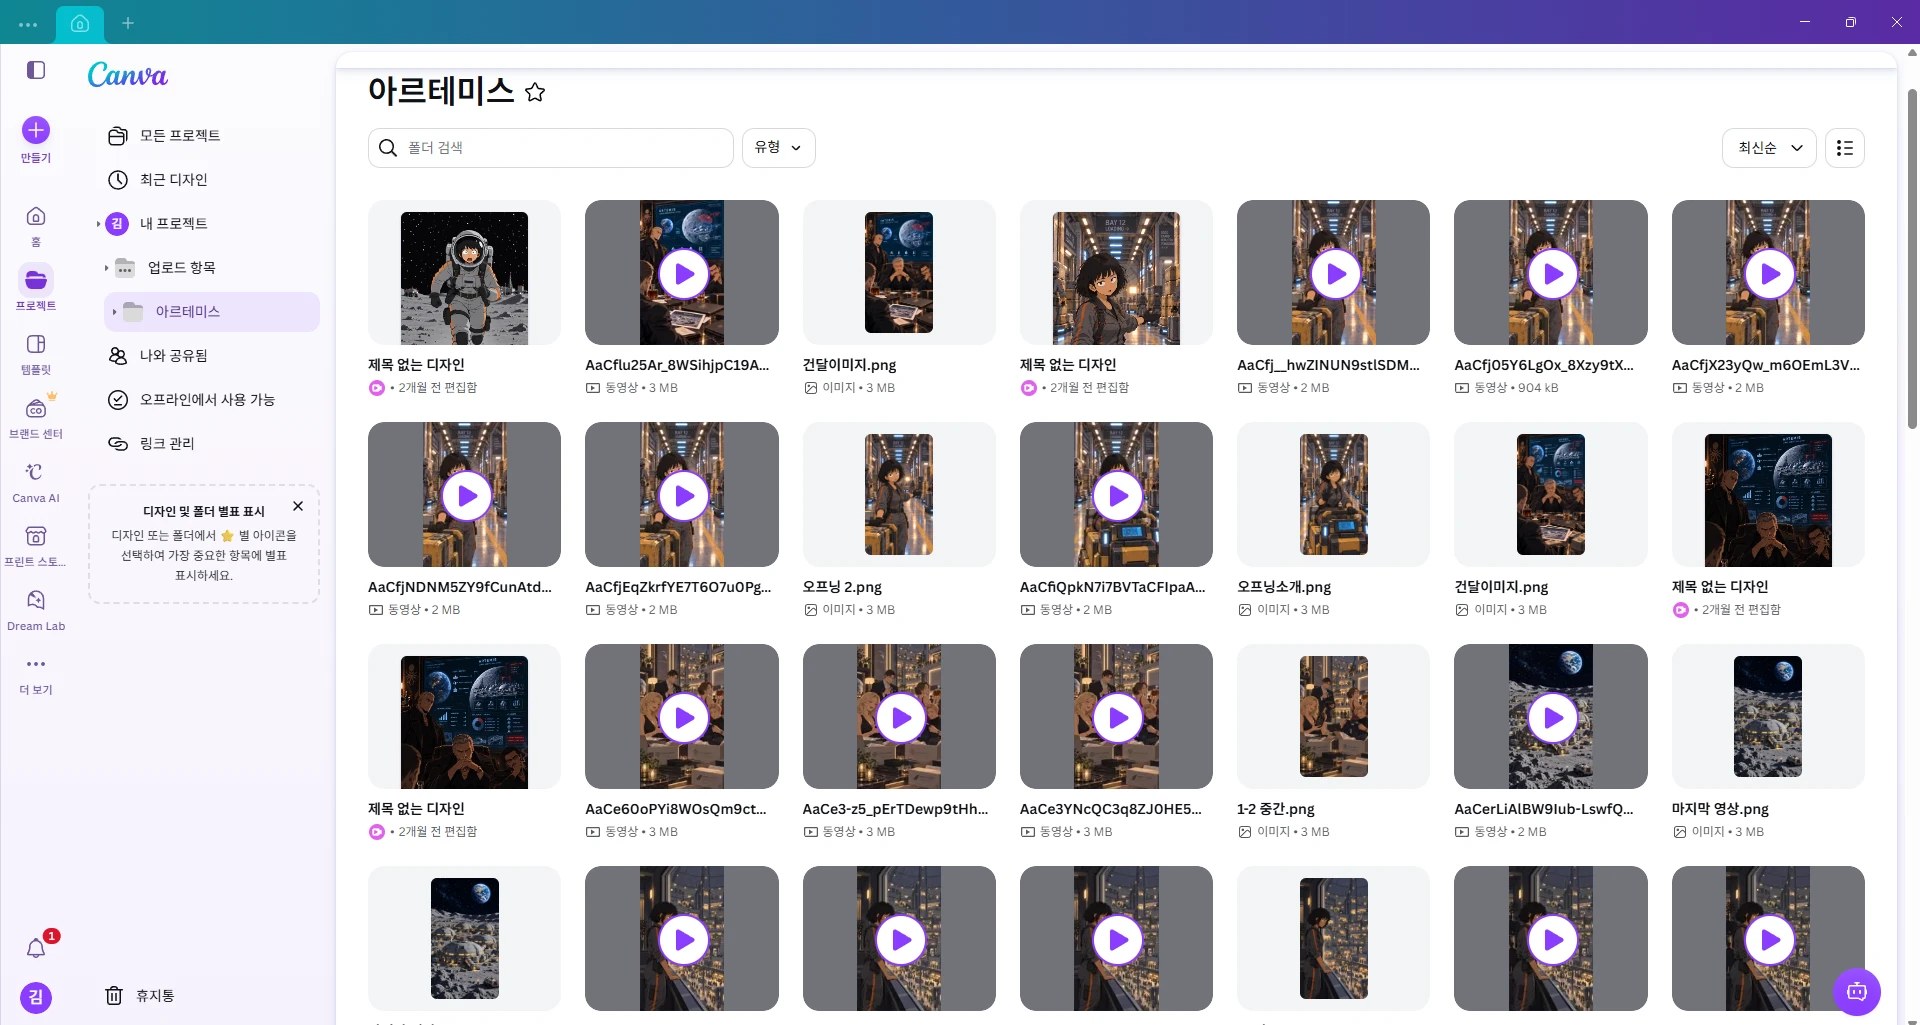 Canva
만들기
홈
프로젝트
템플릿
브랜드 센터
Canva AI
프린트 스토...
Dream Lab
더 보기
1
김
모든 프로젝트
최근 디자인
김 내 프로젝트
업로드 항목
아르테미스
나와 공유됨
오프라인에서 사용 가능
링크 관리
디자인 및 폴더 별표 표시
디자인 또는 폴더에서 ⭐ 별 아이콘을
선택하여 가장 중요한 항목에 별표
표시하세요.
휴지통
아르테미스
폴더 검색
유형
최신순
제목 없는 디자인
• 2개월 전 편집함
AaCflu25Ar_8WSihjpC19A...
동영상 • 3 MB
건달이미지.png
이미지 • 3 MB
BAY 12
제목 없는 디자인
• 2개월 전 편집함
AaCfj__hwZINUN9stlSDM...
동영상 • 2 MB
AaCfj05Y6LgOx_8Xzy9tX...
동영상 • 904 kB
AaCfjX23yQw_m6OEmL3V...
동영상 • 2 MB
AaCfjNDNM5ZY9fCunAtd...
동영상 • 2 MB
AaCfjEqZkrfYE7T6O7u0Pg...
동영상 • 2 MB
오프닝 2.png
이미지 • 3 MB
AaCfiQpkN7i7BVTaCFIpaA...
동영상 • 2 MB
오프닝소개.png
이미지 • 3 MB
건달이미지.png
이미지 • 3 MB
제목 없는 디자인
• 2개월 전 편집함
제목 없는 디자인
• 2개월 전 편집함
AaCe60oPYi8WOsQm9ct...
동영상 • 3 MB
AaCe3-z5_pErTDewp9tHh...
동영상 • 3 MB
AaCe3YNcQC3q8ZJ0HE5...
동영상 • 3 MB
1-2 중간.png
이미지 • 3 MB
AaCerLiAlBW9Iub-LswfQ...
동영상 • 2 MB
마지막 영상.png
이미지 • 3 MB